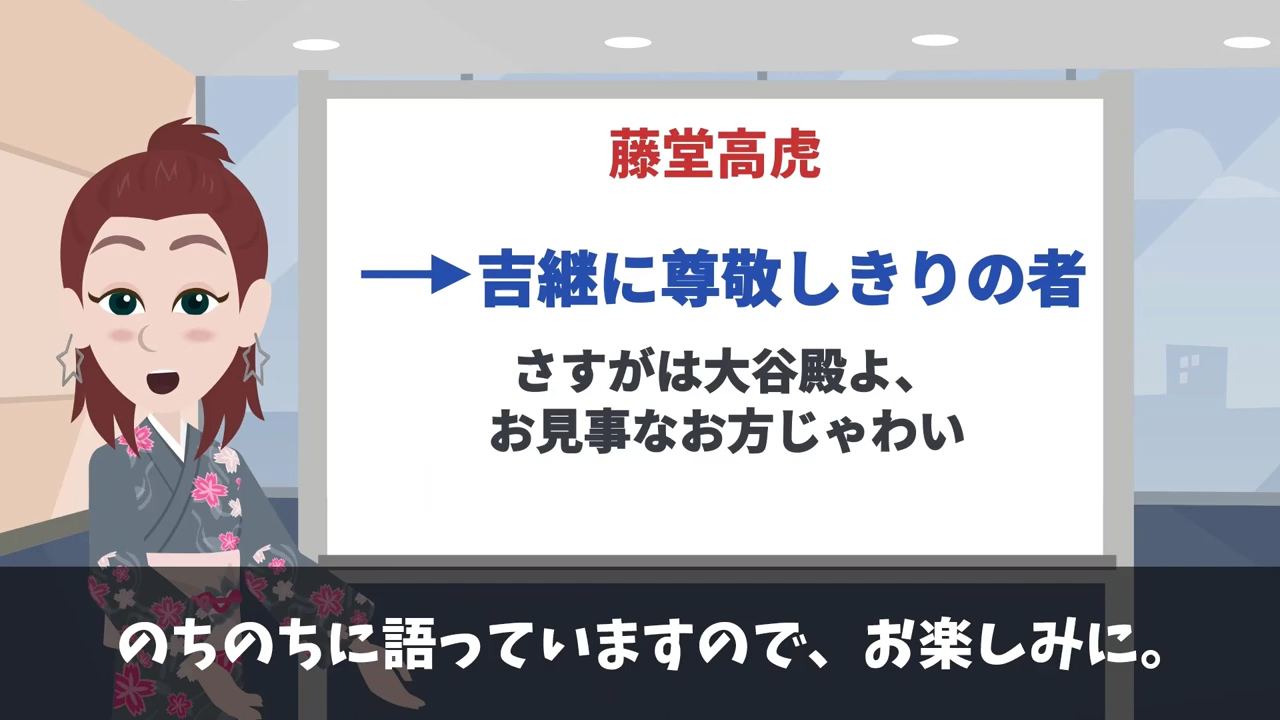 藤堂高虎
→吉継に尊敬しきりの者
さすがは大谷殿よ、
お見事なお方じゃわい
のちのちに語っていますので、お楽しみに。